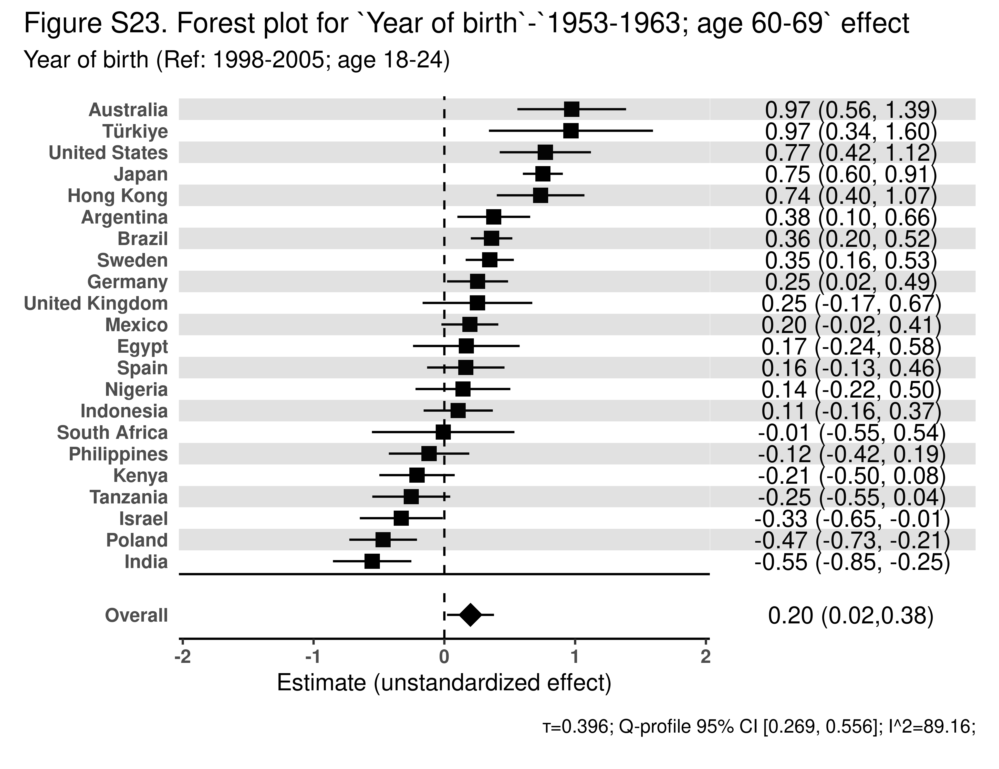 Figure S23. Forest plot for `Year of birth`-`1953-1963; age 60-69` effect
Year of birth (Ref: 1998-2005; age 18-24)
Australia 0.97 (0.56, 1.39)
Türkiye 0.97 (0.34, 1.60)
United States 0.77 (0.42, 1.12)
Japan 0.75 (0.60, 0.91)
Hong Kong 0.74 (0.40, 1.07)
Argentina 0.38 (0.10, 0.66)
Brazil 0.36 (0.20, 0.52)
Sweden 0.35 (0.16, 0.53)
Germany 0.25 (0.02, 0.49)
United Kingdom 0.25 (-0.17, 0.67)
Mexico 0.20 (-0.02, 0.41)
Egypt 0.17 (-0.24, 0.58)
Spain 0.16 (-0.13, 0.46)
Nigeria 0.14 (-0.22, 0.50)
Indonesia 0.11 (-0.16, 0.37)
South Africa -0.01 (-0.55, 0.54)
Philippines -0.12 (-0.42, 0.19)
Kenya -0.21 (-0.50, 0.08)
Tanzania -0.25 (-0.55, 0.04)
Israel -0.33 (-0.65, -0.01)
Poland -0.47 (-0.73, -0.21)
India -0.55 (-0.85, -0.25)
Overall 0.20 (0.02,0.38)
-2 -1 0 1 2
Estimate (unstandardized effect)
τ=0.396; Q-profile 95% CI [0.269, 0.556]; I^2=89.16;